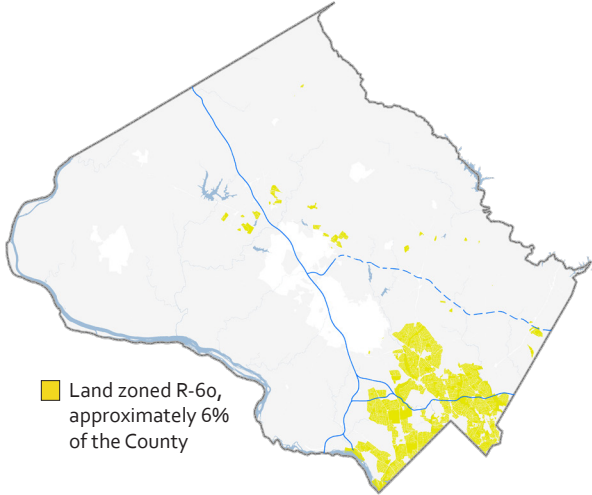 Land zoned R-60,
approximately 6%
of the County